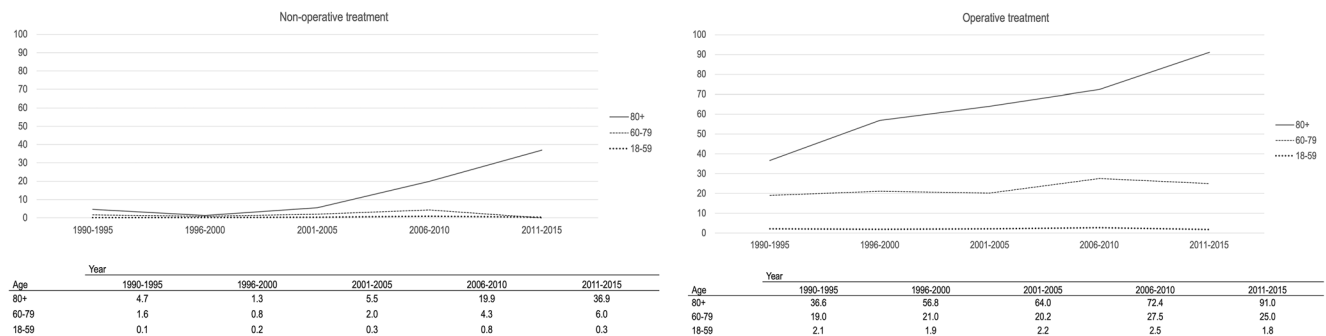 Non-operative treatment
100
90
80
70
60
50
40
30
20
10
0
1990-1995 1996-2000 2001-2005 2006-2010 2011-2015
80+
60-79
18-59
Year
Age 1990-1995 1996-2000 2001-2005 2006-2010 2011-2015
80+ 4.7 1.3 5.5 19.9 36.9
60-79 1.6 0.8 2.0 4.3 6.0
18-59 0.1 0.2 0.3 0.8 0.3
Operative treatment
100
90
80
70
60
50
40
30
20
10
0
1990-1995 1996-2000 2001-2005 2006-2010 2011-2015
80+
60-79
18-59
Year
Age 1990-1995 1996-2000 2001-2005 2006-2010 2011-2015
80+ 36.6 56.8 64.0 72.4 91.0
60-79 19.0 21.0 20.2 27.5 25.0
18-59 2.1 1.9 2.2 2.5 1.8